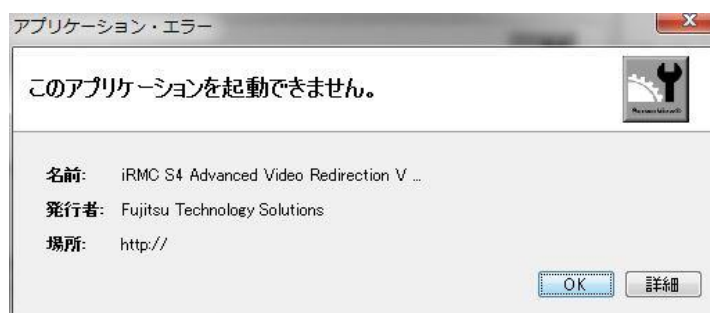 アプリケーション・エラー
このアプリケーションを起動できません。
名前: iRMC S4 Advanced Video Redirection V ...
発行者: Fujitsu Technology Solutions
場所: http://
OK 詳細